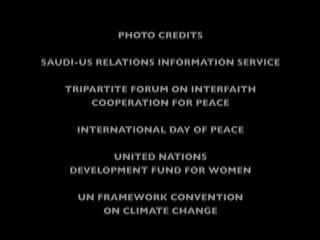 PHOTO CREDITS
SAUDI-US RELATIONS INFORMATION SERVICE
TRIPARTITE FORUM ON INTERFAITH
COOPERATION FOR PEACE
INTERNATIONAL DAY OF PEACE
UNITED NATIONS
DEVELOPMENT FUND FOR WOMEN
UN FRAMEWORK CONVENTION
ON CLIMATE CHANGE